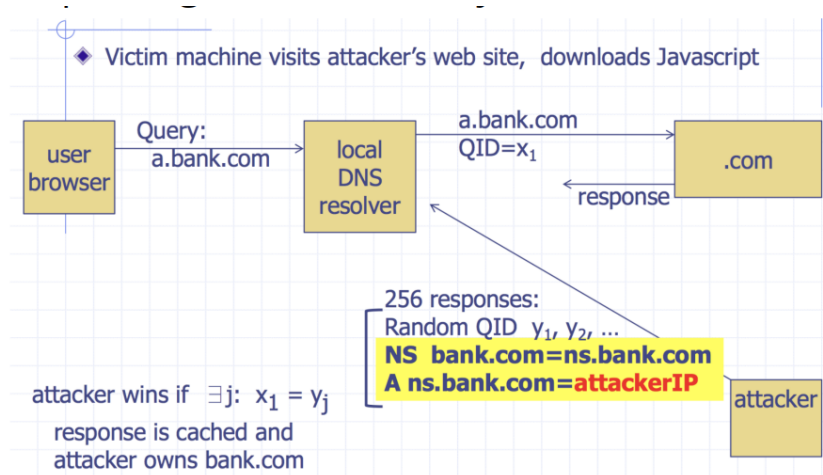 Victim machine visits attacker's web site, downloads Javascript
user
browser
Query:
a.bank.com
local
DNS
resolver
a.bank.com
QID=x₁
.com
response
256 responses:
Random QID y₁, y₂, ...
NS bank.com=ns.bank.com
A ns.bank.com=attackerIP
attacker
attacker wins if ∃j: x₁ = yⱼ
response is cached and
attacker owns bank.com